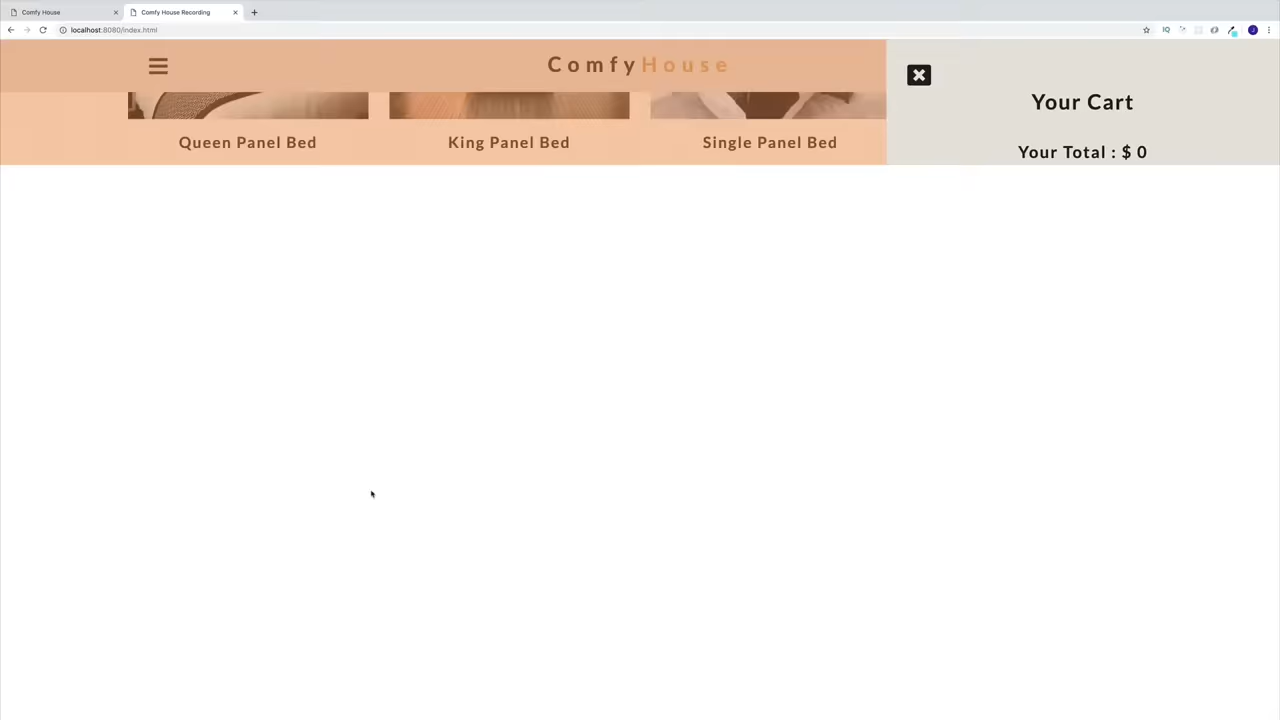 Comfy House
Comfy House Recording
localhost:8080/index.html
IQ
J
ComfyHouse
Your Cart
Queen Panel Bed
King Panel Bed
Single Panel Bed
Your Total : $ 0